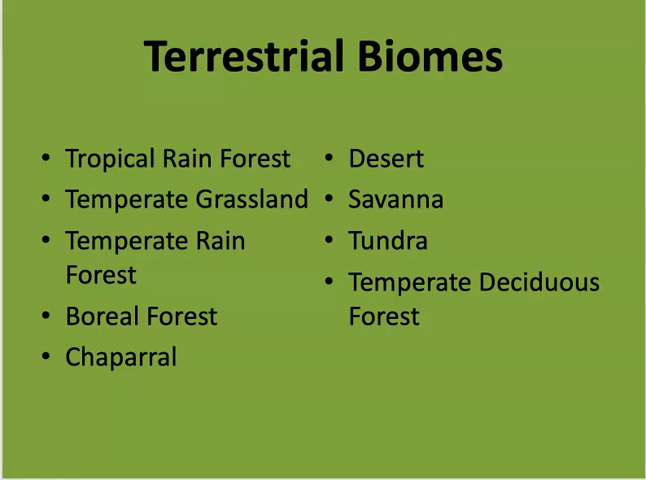 Terrestrial Biomes
• Tropical Rain Forest
• Temperate Grassland
• Temperate Rain
Forest
• Boreal Forest
• Chaparral
• Desert
• Savanna
• Tundra
• Temperate Deciduous
Forest